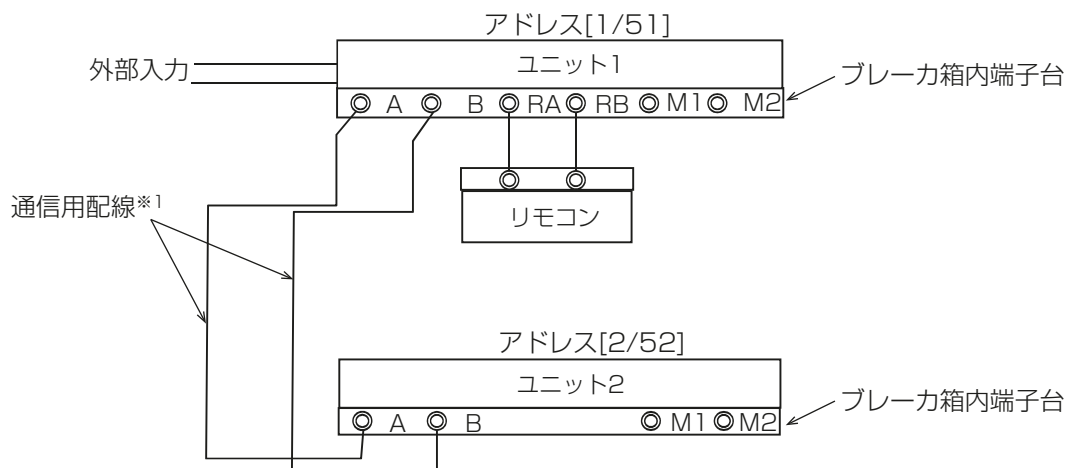 アドレス[1/51]
外部入力
ユニット1
ブレーカ箱内端子台
A B RA RB M1 M2
通信用配線※1
リモコン
アドレス[2/52]
ユニット2
ブレーカ箱内端子台
A B M1 M2